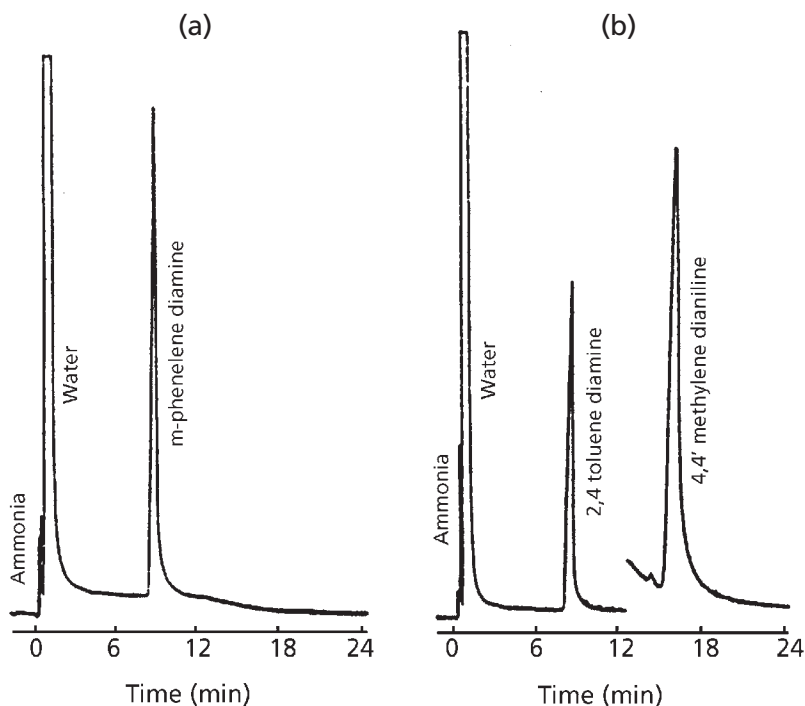 (a)
Ammonia
Water
m-phenelene diamine
0 6 12 18 24
Time (min)
(b)
Ammonia
Water
2,4 toluene diamine
4,4' methylene dianiline
0 6 12 18 24
Time (min)